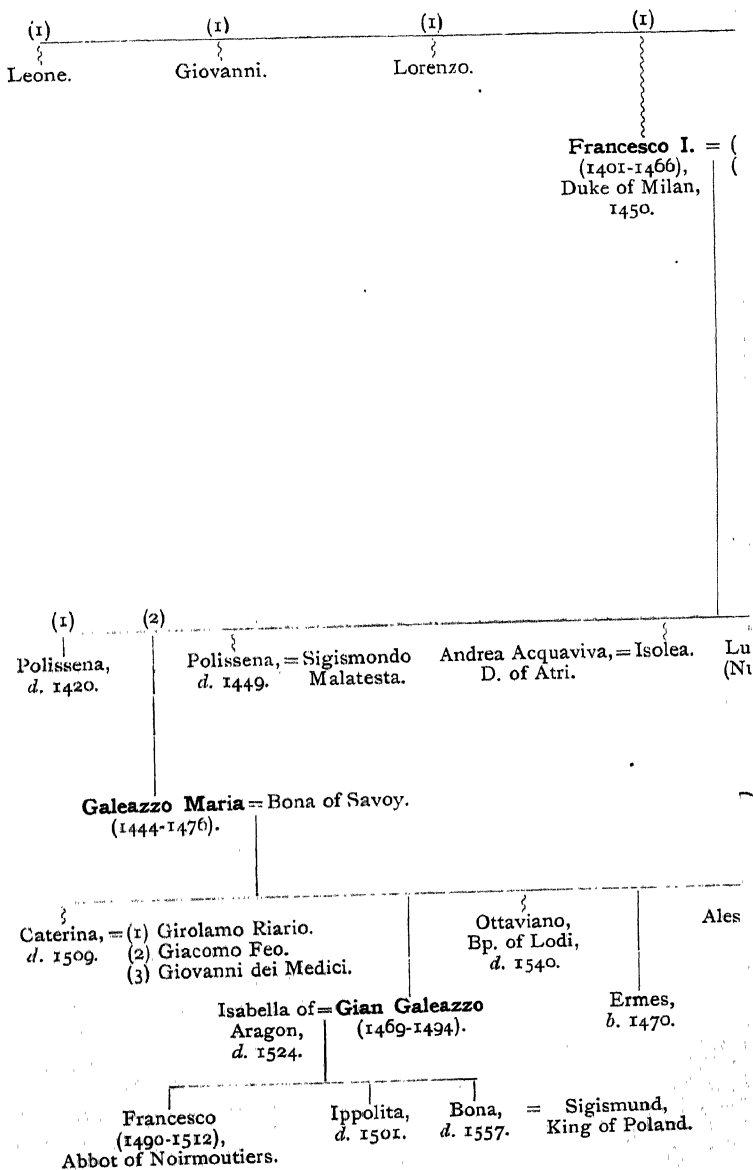 (1) (1) (1) (1)
Leone. Giovanni. Lorenzo.
Francesco I. = (
(1401-1466), (
Duke of Milan,
1450.
(1) (2)
Polissena, Polissena, = Sigismondo Andrea Acquaviva, = Isolea. Lu
d. 1420. d. 1449. Malatesta. D. of Atri. (Nu
Galeazzo Maria = Bona of Savoy.
(1444-1476).
Caterina, = (1) Girolamo Riario. Ottaviano, Ales
d. 1509. (2) Giacomo Feo. Bp. of Lodi,
(3) Giovanni dei Medici. d. 1540.
Isabella of = Gian Galeazzo Ermes,
Aragon, (1469-1494). b. 1470.
d. 1524.
Francesco Ippolita, Bona, = Sigismund,
(1490-1512), d. 1501. d. 1557. King of Poland.
Abbot of Noirmoutiers.